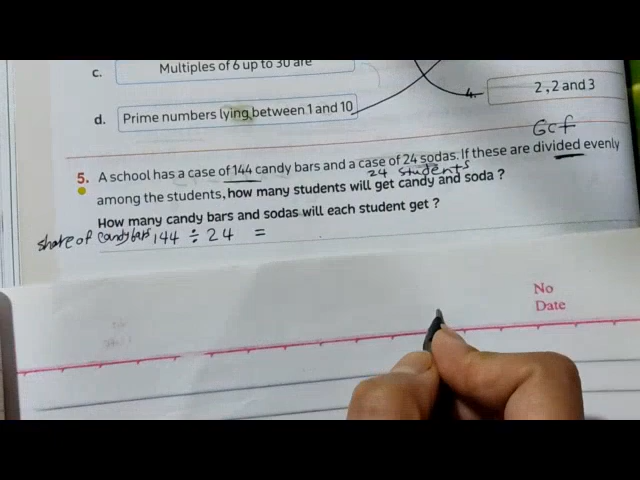 c. Multiples of 6 up to 30 are
4. 2, 2 and 3
d. Prime numbers lying between 1 and 10
Gcf
5. A school has a case of 144 candy bars and a case of 24 sodas. If these are divided evenly
24 students
among the students, how many students will get candy and soda ?
How many candy bars and sodas will each student get ?
share of candy bars 144 ÷ 24 =
No
Date